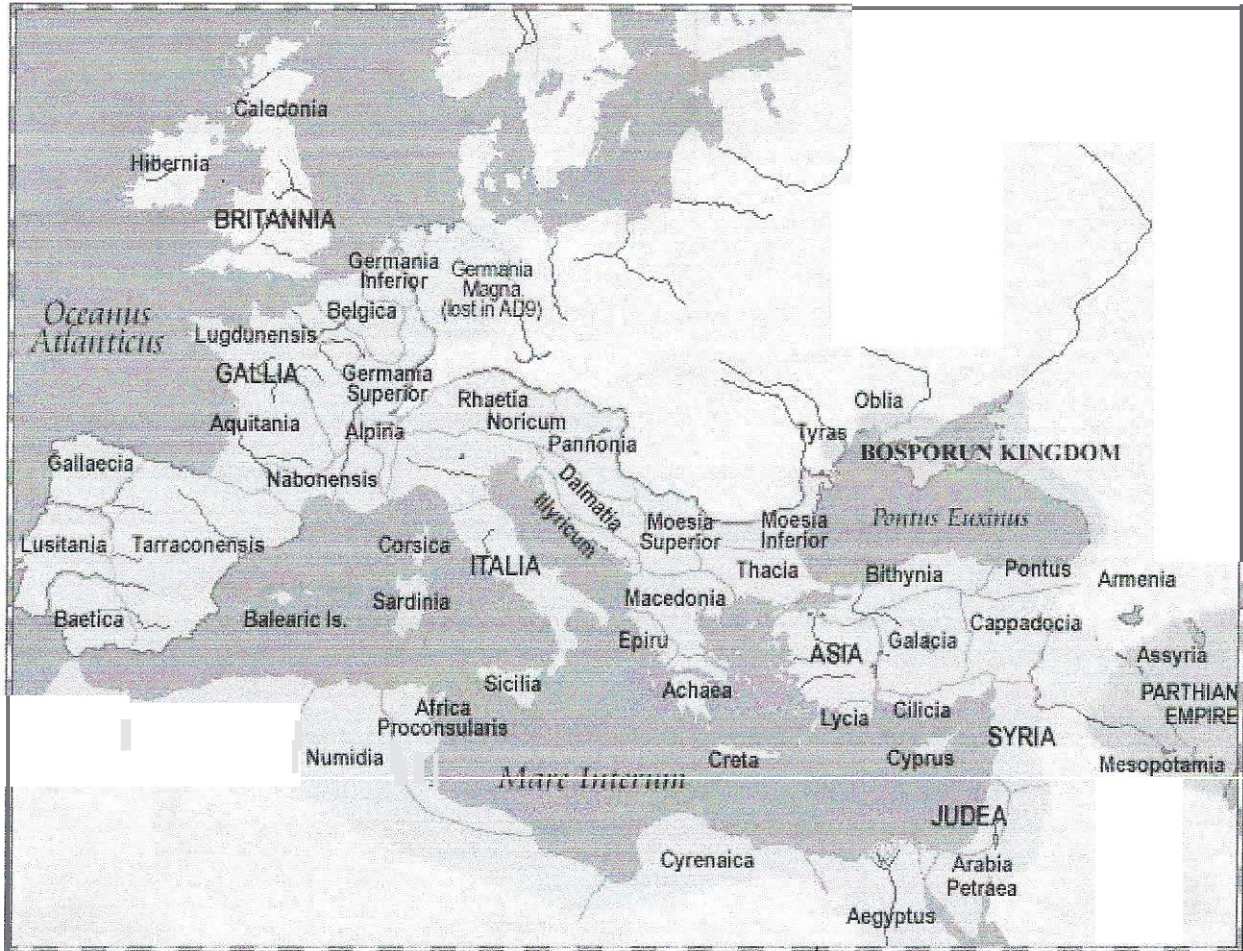 Caledonia
Hibernia
BRITANNIA
Germania
Inferior
Germania
Magna
(lost in AD9)
Belgica
Oceanus
Atlanticus
Lugdunensis
GALLIA
Germania
Superior
Rhaetia
Noricum
Oblia
Aquitania
Alpina
Pannonia
Tyras
BOSPORUN KINGDOM
Gallaecia
Nabonensis
Dalmatia
Illyricum
Moesia
Superior
Moesia
Inferior
Pontus Euxinus
Lusitania
Tarraconensis
Corsica
ITALIA
Thacia
Bithynia
Pontus
Armenia
Baetica
Balearic Is.
Sardinia
Macedonia
Cappadocia
Epiru
ASIA
Galacia
Assyria
Sicilia
Achaea
PARTHIAN
EMPIRE
Africa
Proconsularis
Lycia
Cilicia
SYRIA
Numidia
Creta
Cyprus
Mesopotamia
Mare Interum
JUDEA
Cyrenaica
Arabia
Petraea
Aegyptus